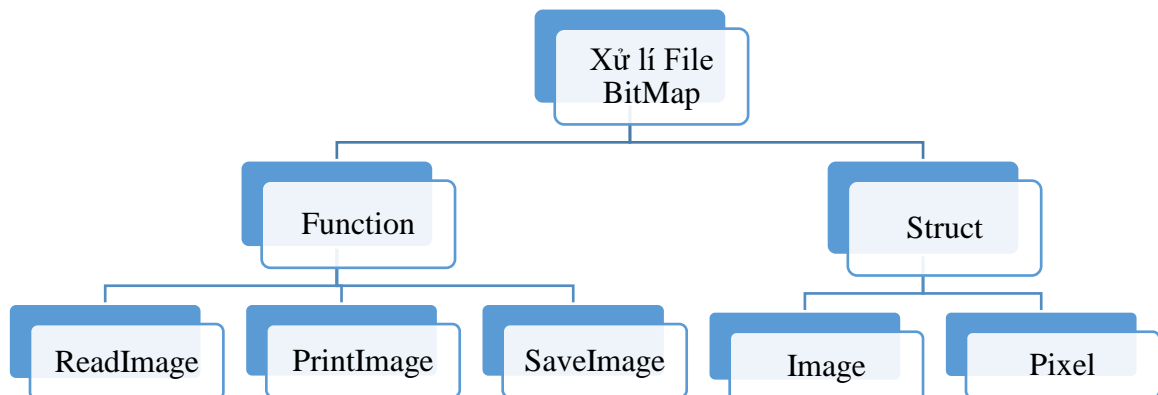 Xử lí File
BitMap
Function
Struct
ReadImage
PrintImage
SaveImage
Image
Pixel